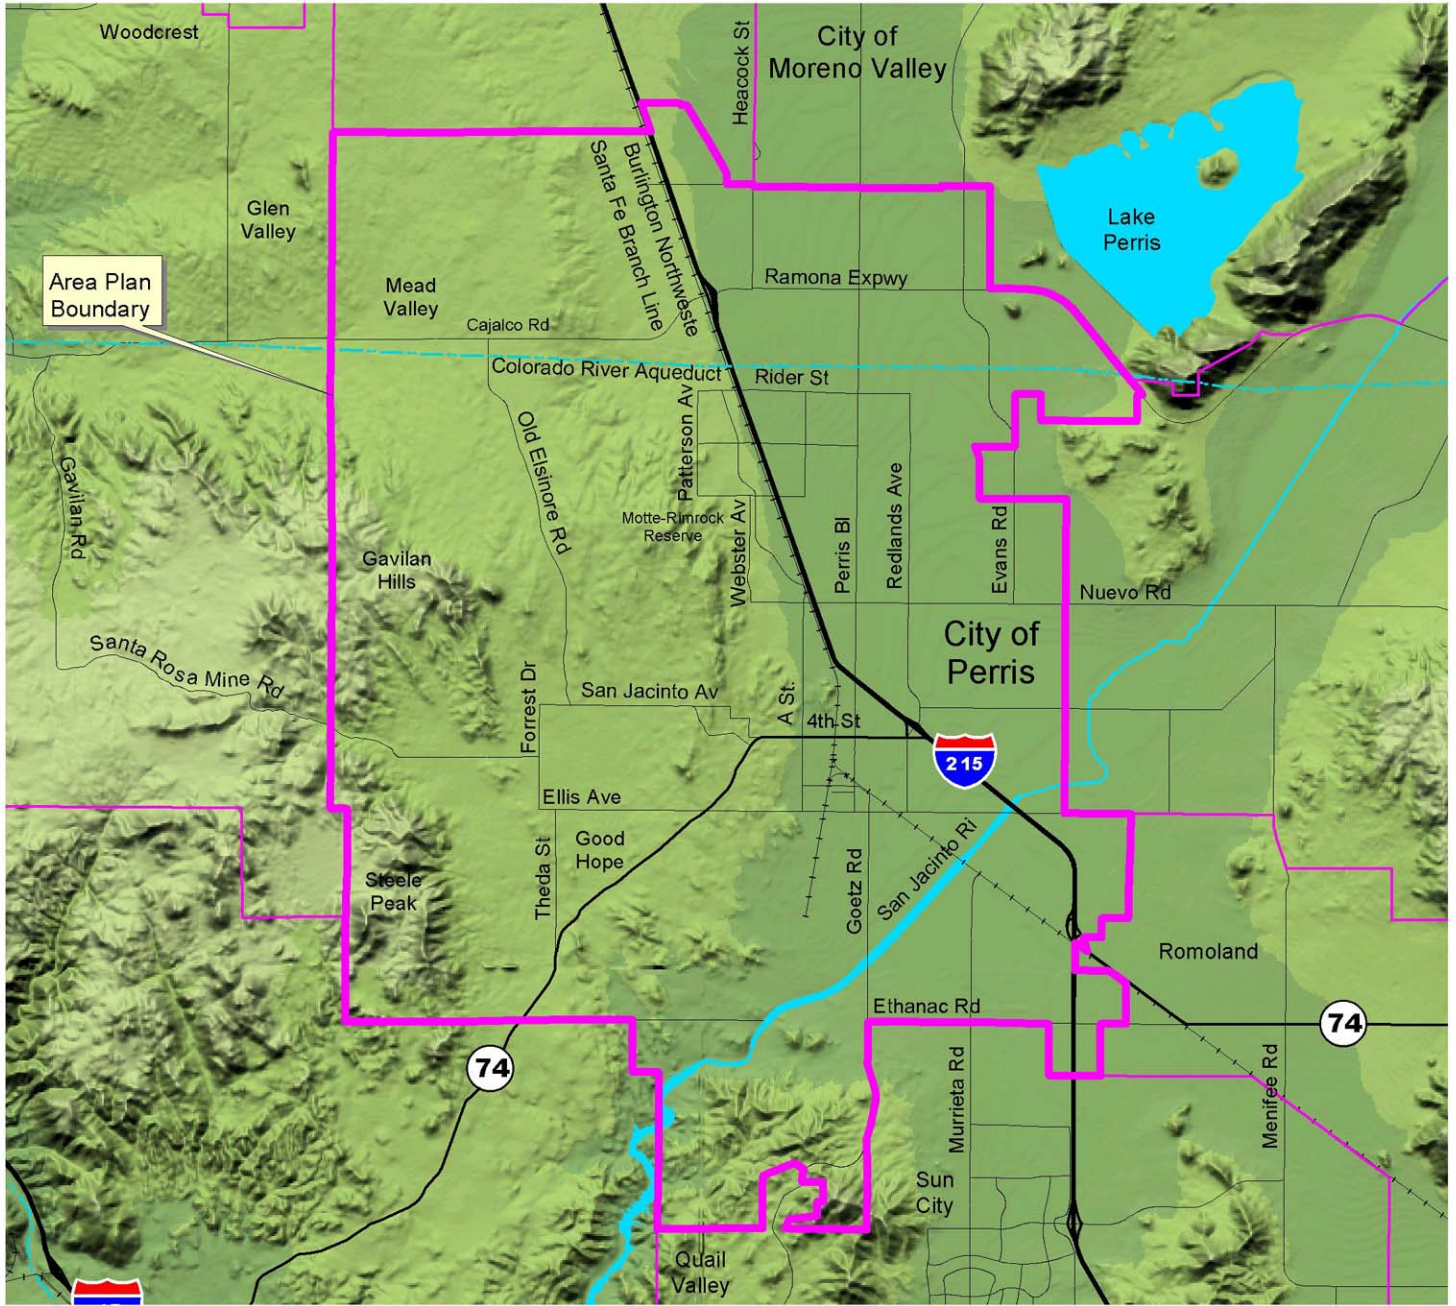 Woodcrest
Heacock St
City of
Moreno Valley
Glen
Valley
Burlington Northweste
Santa Fe Branch Line
Lake
Perris
Area Plan
Boundary
Mead
Valley
Ramona Expwy
Cajalco Rd
Colorado River Aqueduct
Rider St
Patterson Av
Old Elsinore Rd
Gavilan Rd
Motte-Rimrock
Reserve
Webster Av
Perris Bl
Redlands Ave
Evans Rd
Gavilan
Hills
Nuevo Rd
City of
Perris
Santa Rosa Mine Rd
Forrest Dr
San Jacinto Av
A St.
4th St
215
Ellis Ave
Theda St
Good
Hope
Steele
Peak
Goetz Rd
San Jacinto Ri
Romoland
Ethanac Rd
74
74
Murrieta Rd
Menifee Rd
Sun
City
Quail
Valley